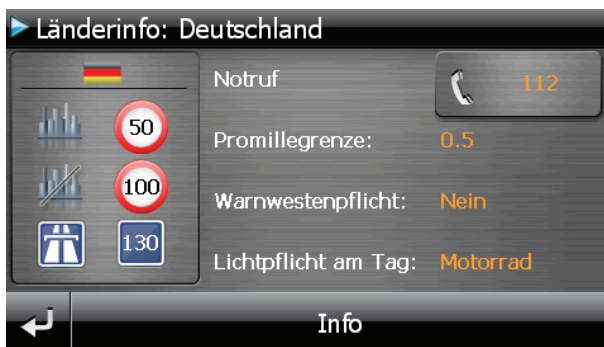 Länderinfo: Deutschland
50
100
130
Notruf 112
Promillegrenze: 0.5
Warnwestenpflicht: Nein
Lichtpflicht am Tag: Motorrad
Info